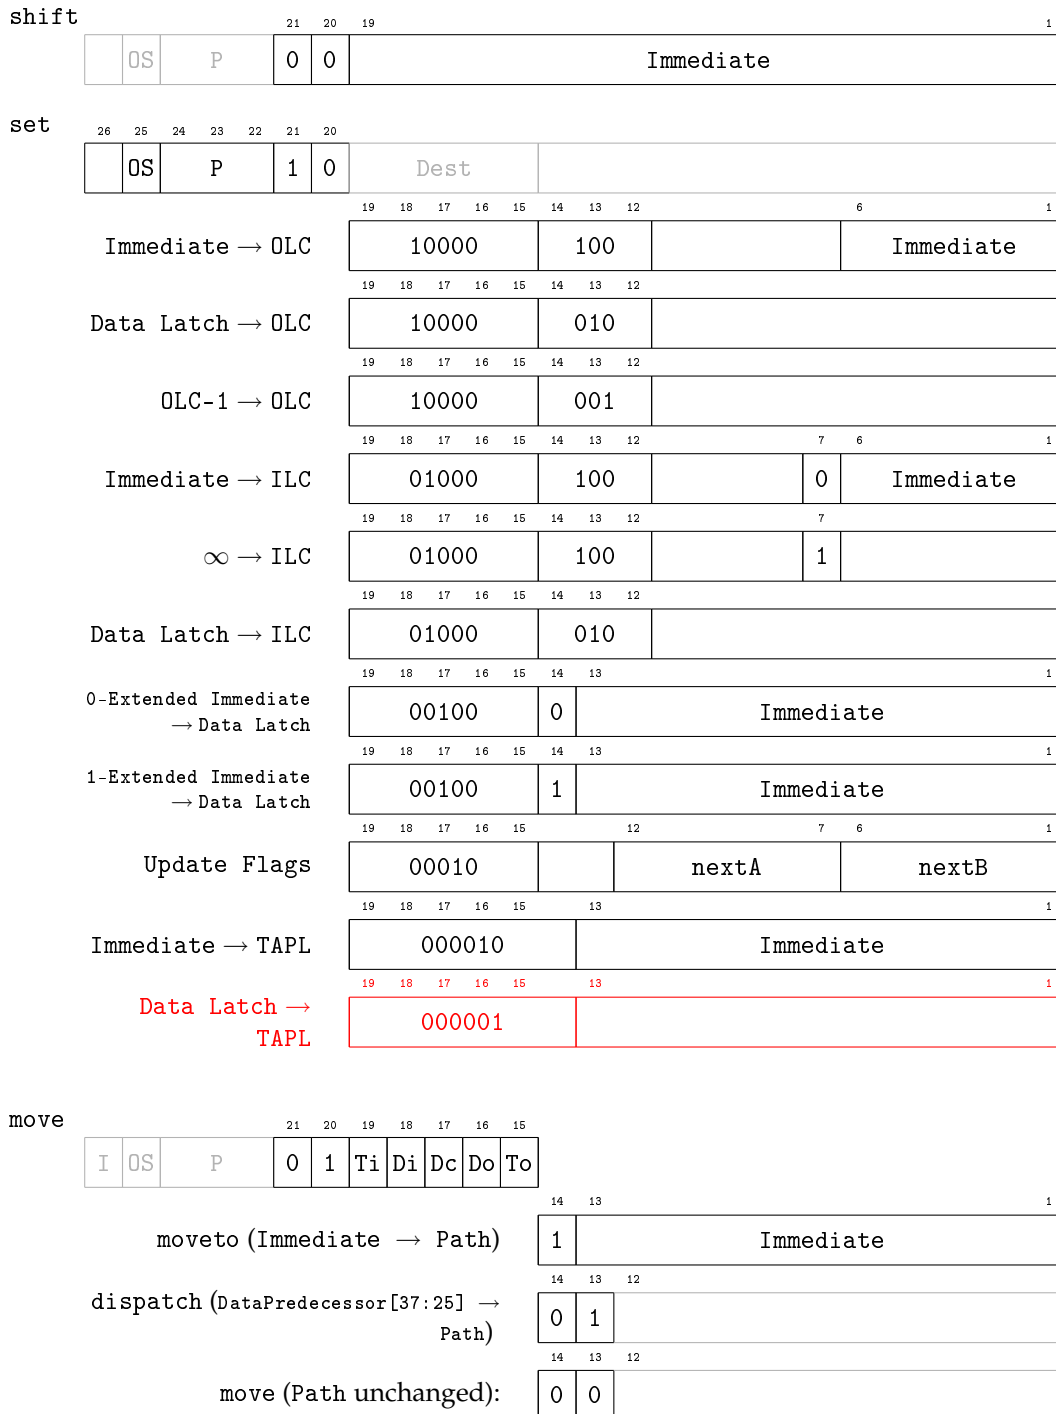 shift
21 20 19 1
OS P 0 0 Immediate
set
26 25 24 23 22 21 20
OS P 1 0 Dest
19 18 17 16 15 14 13 12 6 1
Immediate → OLC 10000 100 Immediate
19 18 17 16 15 14 13 12
Data Latch → OLC 10000 010
19 18 17 16 15 14 13 12
OLC-1 → OLC 10000 001
19 18 17 16 15 14 13 12 7 6 1
Immediate → ILC 01000 100 0 Immediate
19 18 17 16 15 14 13 12 7
∞ → ILC 01000 100 1
19 18 17 16 15 14 13 12
Data Latch → ILC 01000 010
19 18 17 16 15 14 13 1
0-Extended Immediate
→ Data Latch 00100 0 Immediate
19 18 17 16 15 14 13 1
1-Extended Immediate
→ Data Latch 00100 1 Immediate
19 18 17 16 15 12 7 6 1
Update Flags 00010 nextA nextB
19 18 17 16 15 13 1
Immediate → TAPL 000010 Immediate
19 18 17 16 15 13 1
Data Latch →
TAPL 000001
move
21 20 19 18 17 16 15
I OS P 0 1 Ti Di Dc Do To
14 13 1
moveto (Immediate → Path) 1 Immediate
14 13 12
dispatch (DataPredecessor[37:25] →
Path) 0 1
14 13 12
move (Path unchanged): 0 0